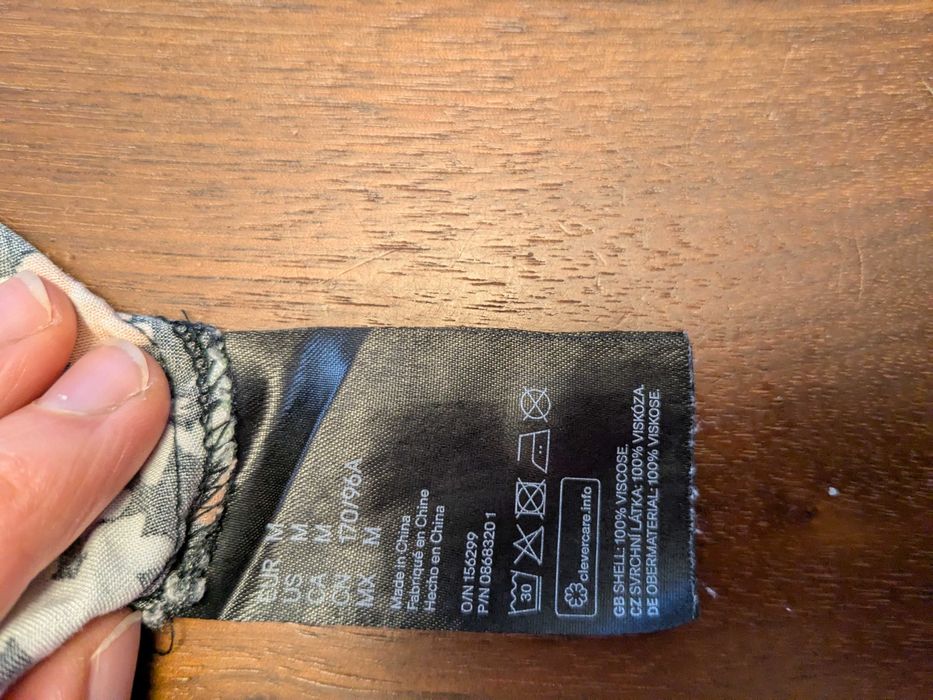 EUR M
US M
CA M
CN 170/96A
MX M
Made in China
Fabriqué en Chine
Hecho en China
O/N 156299
P/N 0868320 1
30
clevercare.info
GB SHELL: 100% VISCOSE.
CZ SVRCHNÍ LÁTKA: 100% VISKÓZA.
DE OBERMATERIAL: 100% VISKOSE.